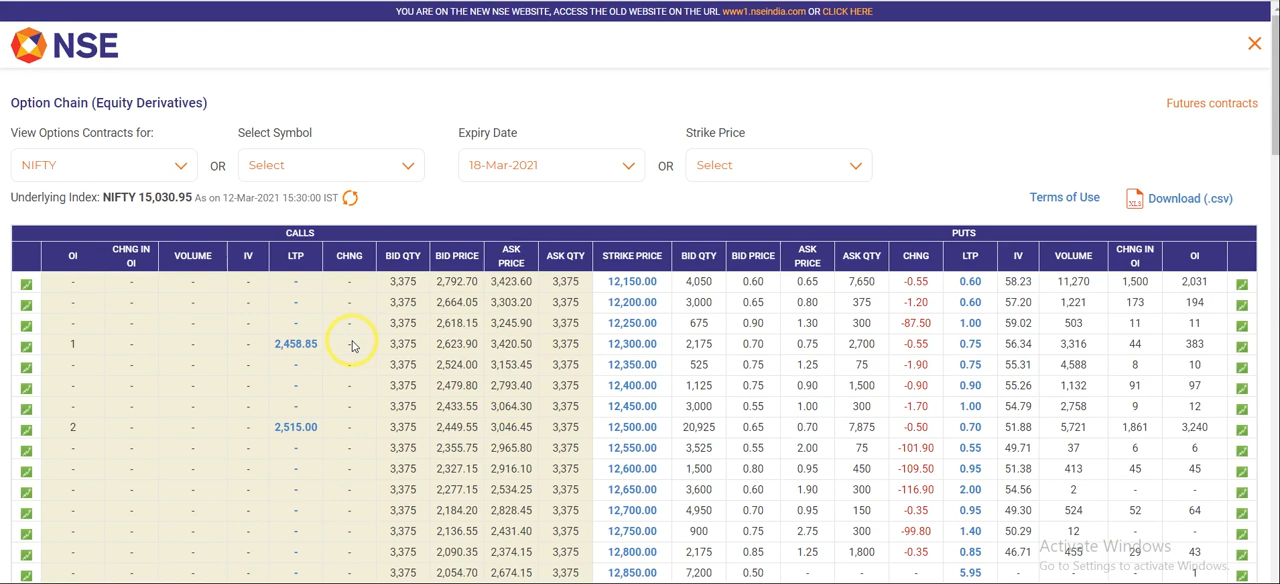 YOU ARE ON THE NEW NSE WEBSITE, ACCESS THE OLD WEBSITE ON THE URL www1.nseindia.com OR CLICK HERE
NSE
Option Chain (Equity Derivatives)
Futures contracts
View Options Contracts for: Select Symbol Expiry Date Strike Price
NIFTY OR Select 18-Mar-2021 OR Select
Underlying Index: NIFTY 15,030.95 As on 12-Mar-2021 15:30:00 IST Terms of Use XLS Download (.csv)
CALLS PUTS
OI CHNG IN OI VOLUME IV LTP CHNG BID QTY BID PRICE ASK PRICE ASK QTY STRIKE PRICE BID QTY BID PRICE ASK PRICE ASK QTY CHNG LTP IV VOLUME CHNG IN OI OI
- - - - - - 3,375 2,792.70 3,423.60 3,375 12,150.00 4,050 0.60 0.65 7,650 -0.55 0.60 58.23 11,270 1,500 2,031
- - - - - - 3,375 2,664.05 3,303.20 3,375 12,200.00 3,000 0.65 0.80 375 -1.20 0.60 57.20 1,221 173 194
- - - - - - 3,375 2,618.15 3,245.90 3,375 12,250.00 675 0.90 1.30 300 -87.50 1.00 59.02 503 11 11
1 - - - 2,458.85 - 3,375 2,623.90 3,420.50 3,375 12,300.00 2,175 0.70 0.75 2,700 -0.55 0.75 56.34 3,316 44 383
- - - - - - 3,375 2,524.00 3,153.45 3,375 12,350.00 525 0.75 1.25 75 -1.90 0.75 55.31 4,588 8 10
- - - - - - 3,375 2,479.80 2,793.40 3,375 12,400.00 1,125 0.75 0.90 1,500 -0.90 0.90 55.26 1,132 91 97
- - - - - - 3,375 2,433.55 3,064.30 3,375 12,450.00 3,000 0.55 1.00 300 -1.70 1.00 54.79 2,758 9 12
2 - - - 2,515.00 - 3,375 2,449.55 3,046.45 3,375 12,500.00 20,925 0.65 0.70 7,875 -0.50 0.70 51.88 5,721 1,861 3,240
- - - - - - 3,375 2,355.75 2,965.80 3,375 12,550.00 3,525 0.55 2.00 75 -101.90 0.55 49.71 37 6 6
- - - - - - 3,375 2,327.15 2,916.10 3,375 12,600.00 1,500 0.80 0.95 450 -109.50 0.95 51.38 413 45 45
- - - - - - 3,375 2,277.15 2,534.25 3,375 12,650.00 3,600 0.60 1.90 300 -116.90 2.00 54.56 2 - -
- - - - - - 3,375 2,184.20 2,828.45 3,375 12,700.00 4,950 0.70 0.95 150 -0.35 0.95 49.30 524 52 64
- - - - - - 3,375 2,136.55 2,431.40 3,375 12,750.00 900 0.75 2.75 300 -99.80 1.40 50.29 12 - -
- - - - - - 3,375 2,090.35 2,374.15 3,375 12,800.00 2,175 0.85 1.25 1,800 -0.35 0.85 46.71 455 29 43
- - - - - - 3,375 2,054.70 2,674.15 3,375 12,850.00 7,200 0.50 - - - 5.95 - - - 1
Activate Windows
Go to Settings to activate Windows.